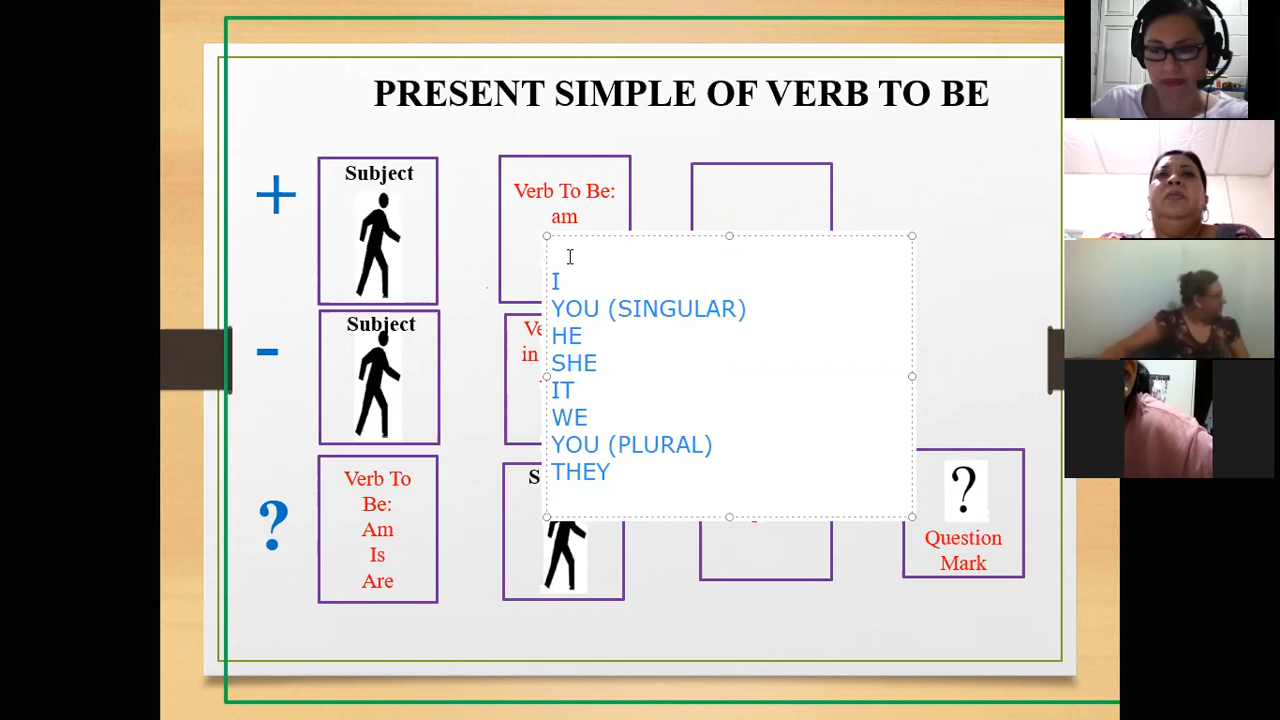 PRESENT SIMPLE OF VERB TO BE
+
Subject
Verb To Be:
am
-
Subject
in
I
YOU (SINGULAR)
HE
SHE
IT
WE
YOU (PLURAL)
THEY
?
Verb To
Be:
Am
Is
Are
?
Question
Mark